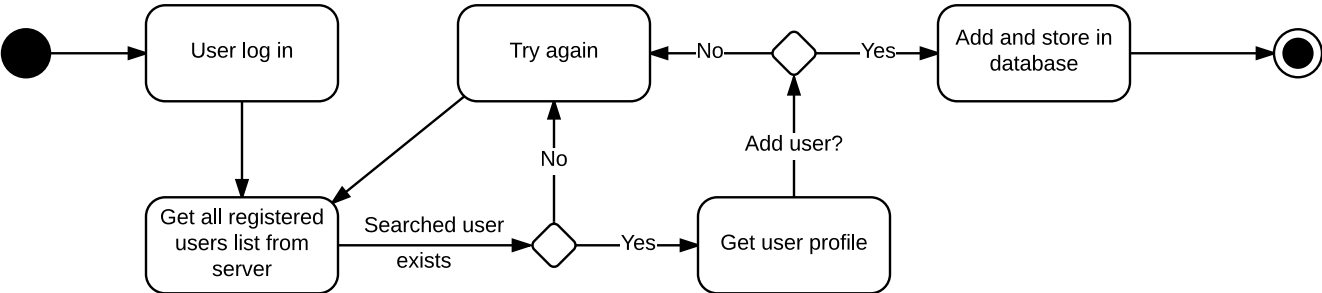 User log in
Try again
No
Yes
Add and store in
database
Add user?
No
Get all registered
users list from
server
Searched user
exists
Yes
Get user profile